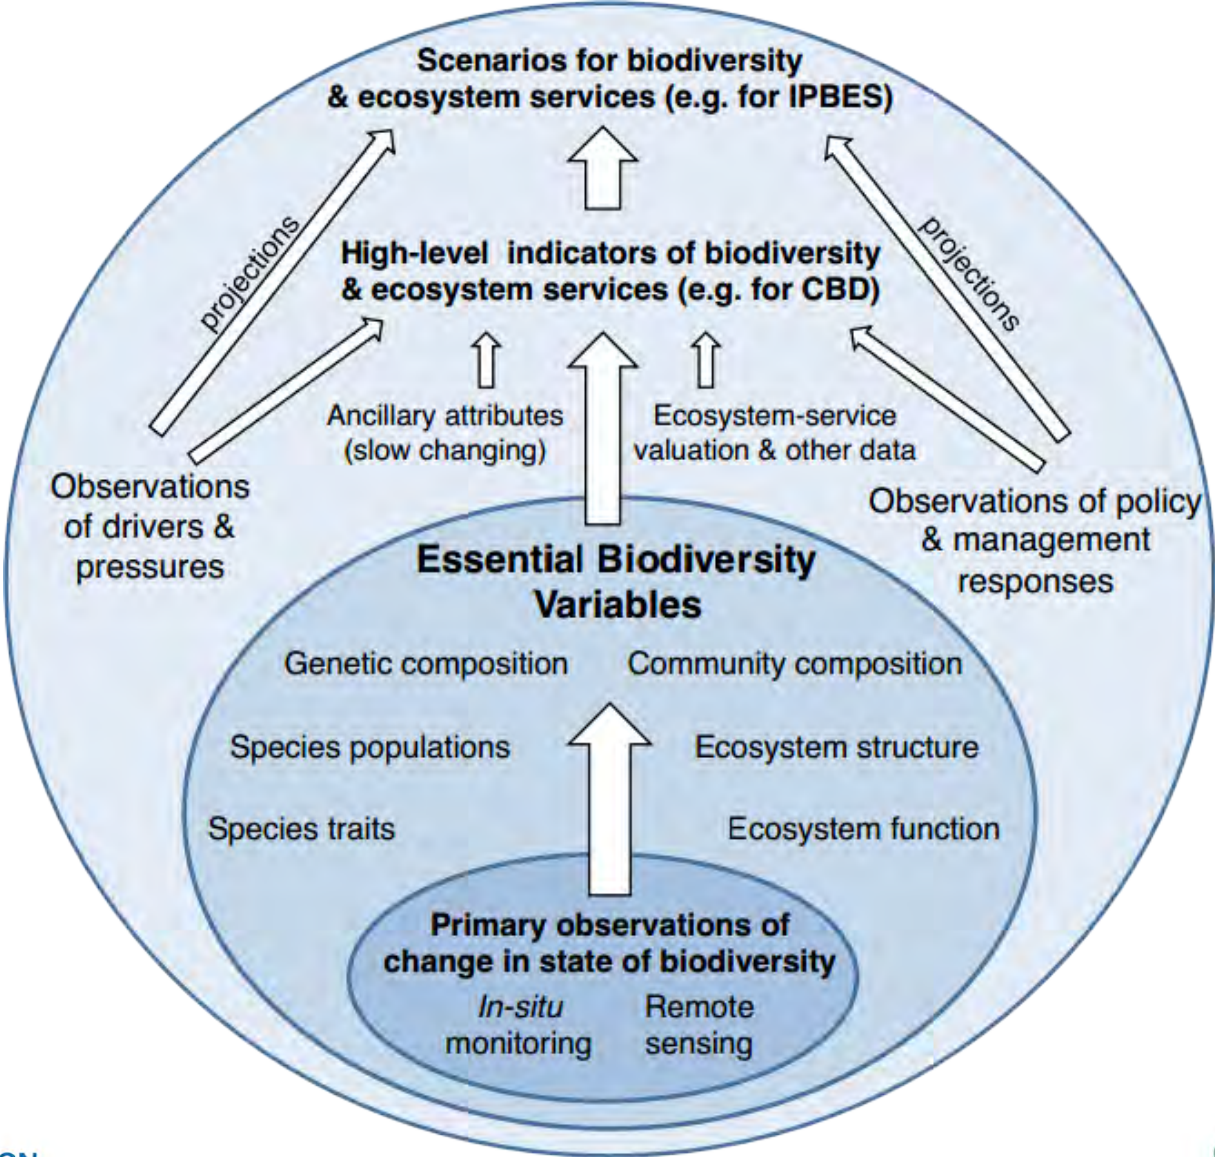 Scenarios for biodiversity
& ecosystem services (e.g. for IPBES)
projections
projections
High-level indicators of biodiversity
& ecosystem services (e.g. for CBD)
Ancillary attributes
(slow changing)
Ecosystem-service
valuation & other data
Observations
of drivers &
pressures
Observations of policy
& management
responses
Essential Biodiversity
Variables
Genetic composition
Community composition
Species populations
Ecosystem structure
Species traits
Ecosystem function
Primary observations of
change in state of biodiversity
In-situ
monitoring
Remote
sensing